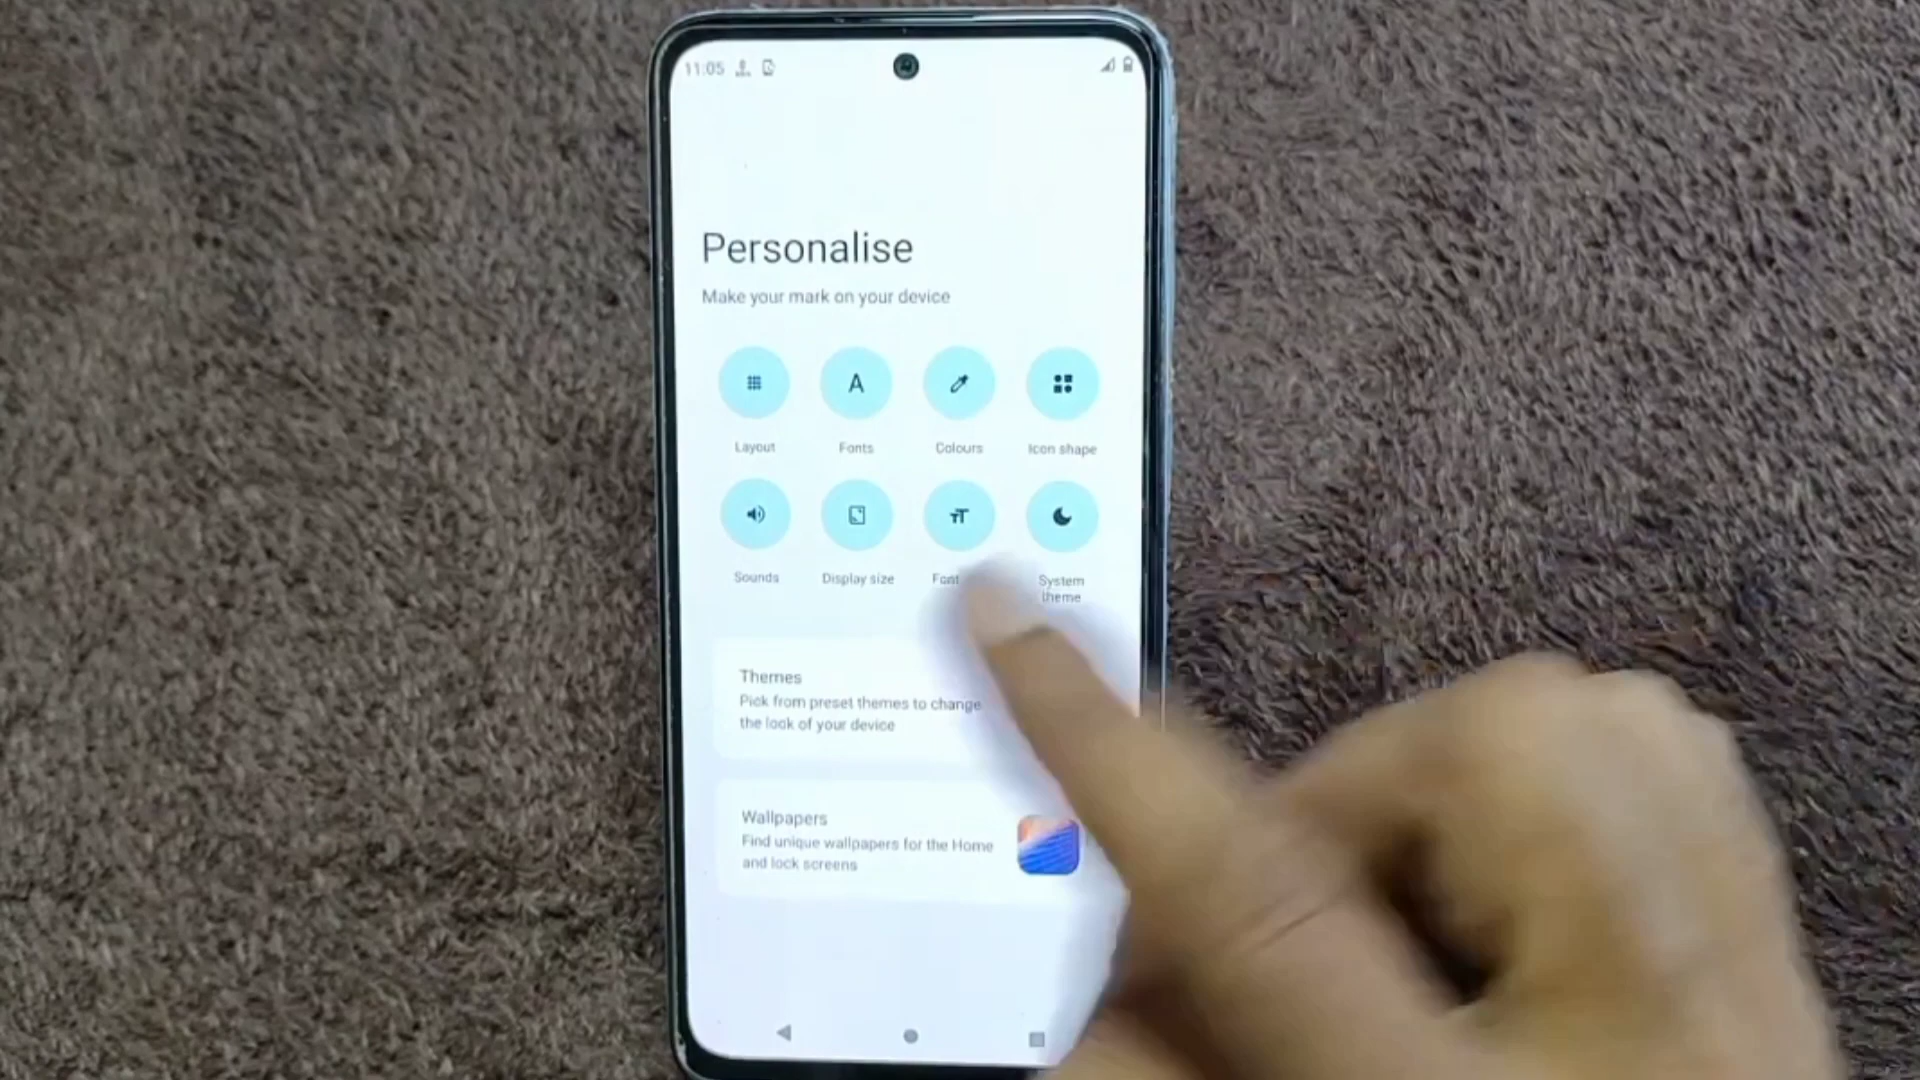 11:05
Personalise
Make your mark on your device
A
Layout
Fonts
Colours
Icon shape
TT
Sounds
Display size
Font
System
theme
Themes
Pick from preset themes to change
the look of your device
Wallpapers
Find unique wallpapers for the Home
and lock screens